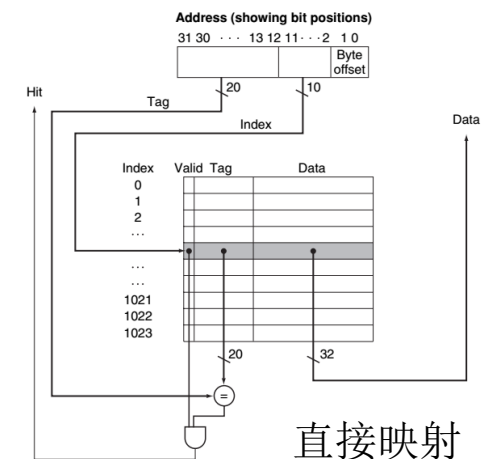 Address (showing bit positions)
31 30 · · · 13 12 11 · · · 2 1 0
Byte
offset
20
10
Hit
Tag
Index
Data
Index Valid Tag Data
0
1
2
· · ·
· · ·
· · ·
1021
1022
1023
20
32
=
直接映射